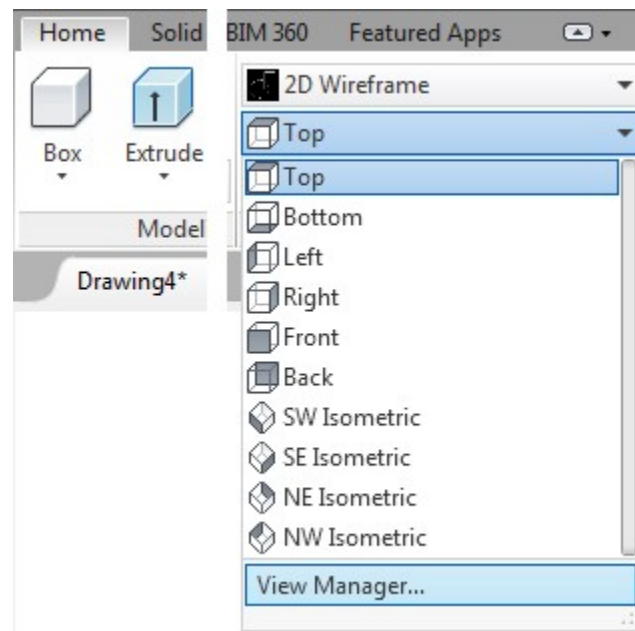 Home Solid BIM 360 Featured Apps
2D Wireframe
Top
Box Extrude
Top
Bottom
Model
Left
Drawing4*
Right
Front
Back
SW Isometric
SE Isometric
NE Isometric
NW Isometric
View Manager...